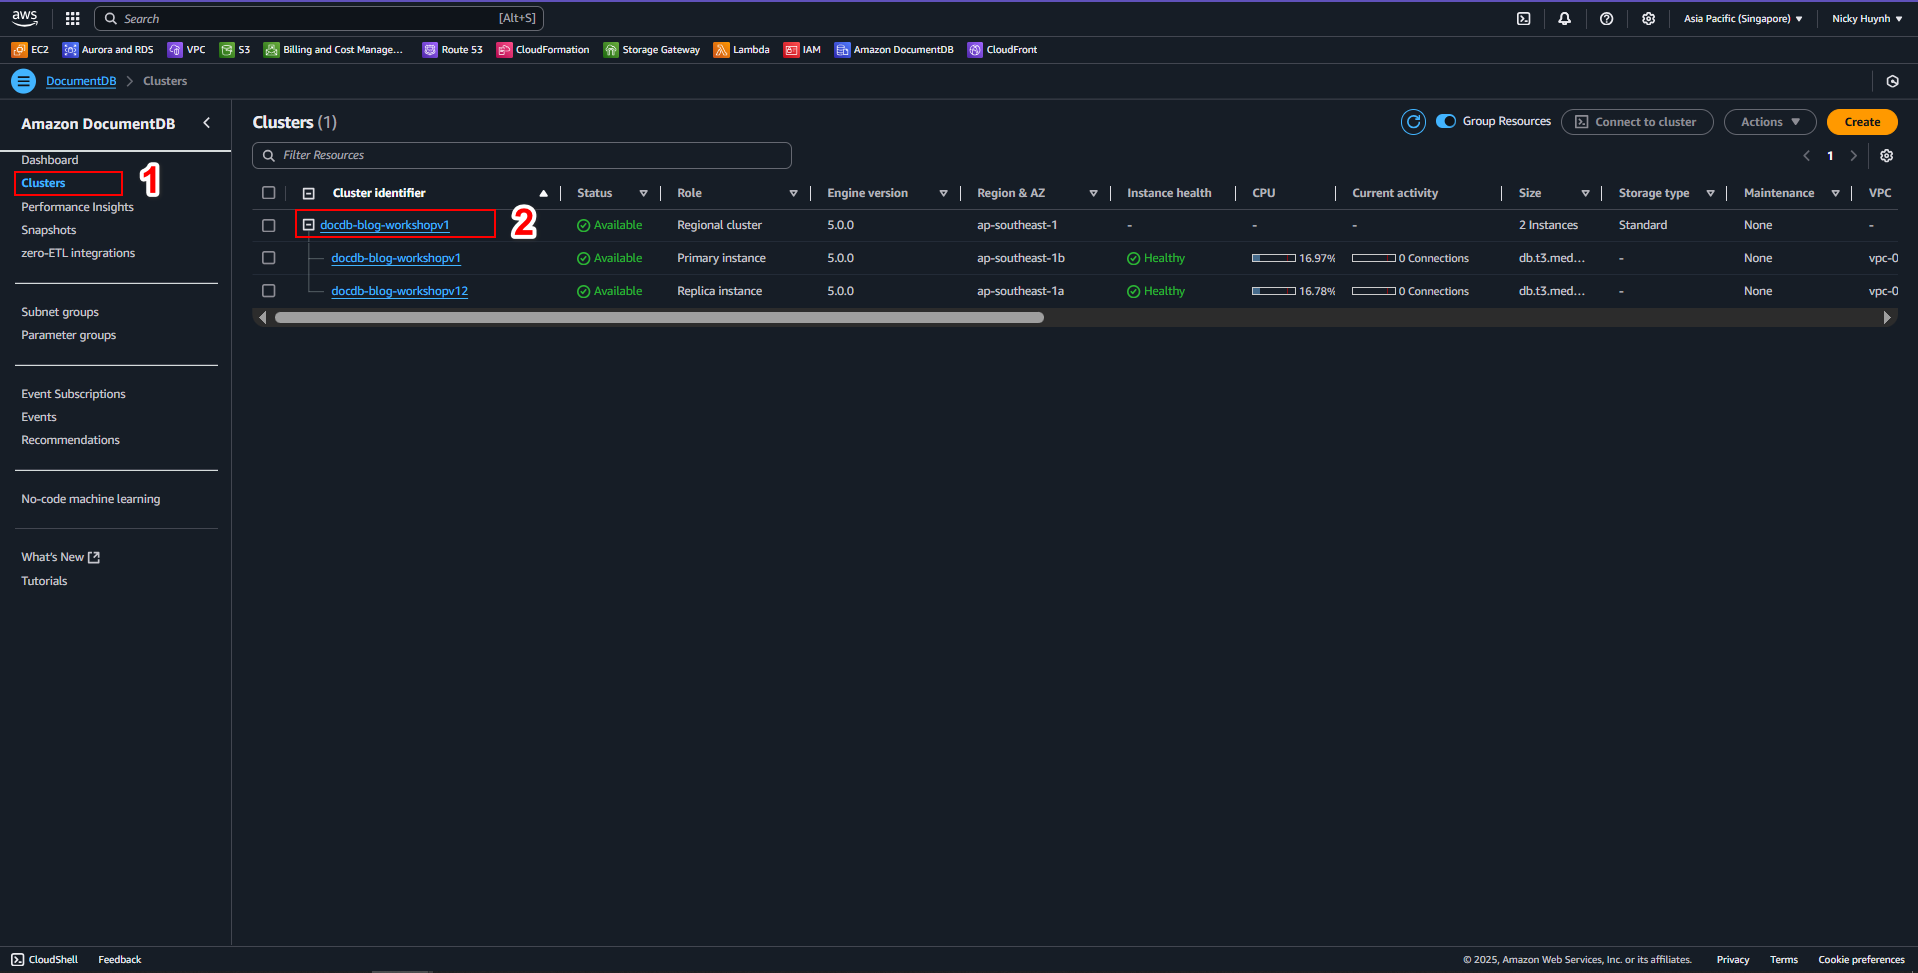 aws Search [Alt+S] Asia Pacific (Singapore) Nicky Huynh
EC2 Aurora and RDS VPC S3 Billing and Cost Manage... Route 53 CloudFormation Storage Gateway Lambda IAM Amazon DocumentDB CloudFront
DocumentDB Clusters
Amazon DocumentDB
Dashboard
Clusters
1
Performance Insights
Snapshots
zero-ETL integrations
Subnet groups
Parameter groups
Event Subscriptions
Events
Recommendations
No-code machine learning
What's New
Tutorials
Clusters (1) Group Resources Connect to cluster Actions Create
Filter Resources 1
Cluster identifier Status Role Engine version Region & AZ Instance health CPU Current activity Size Storage type Maintenance VPC
docdb-blog-workshopv1 2 Available Regional cluster 5.0.0 ap-southeast-1 - - - 2 Instances Standard None -
docdb-blog-workshopv1 Available Primary instance 5.0.0 ap-southeast-1b Healthy 16.97% 0 Connections db.t3.med... - None vpc-0
docdb-blog-workshopv12 Available Replica instance 5.0.0 ap-southeast-1a Healthy 16.78% 0 Connections db.t3.med... - None vpc-0
CloudShell Feedback © 2025, Amazon Web Services, Inc. or its affiliates. Privacy Terms Cookie preferences